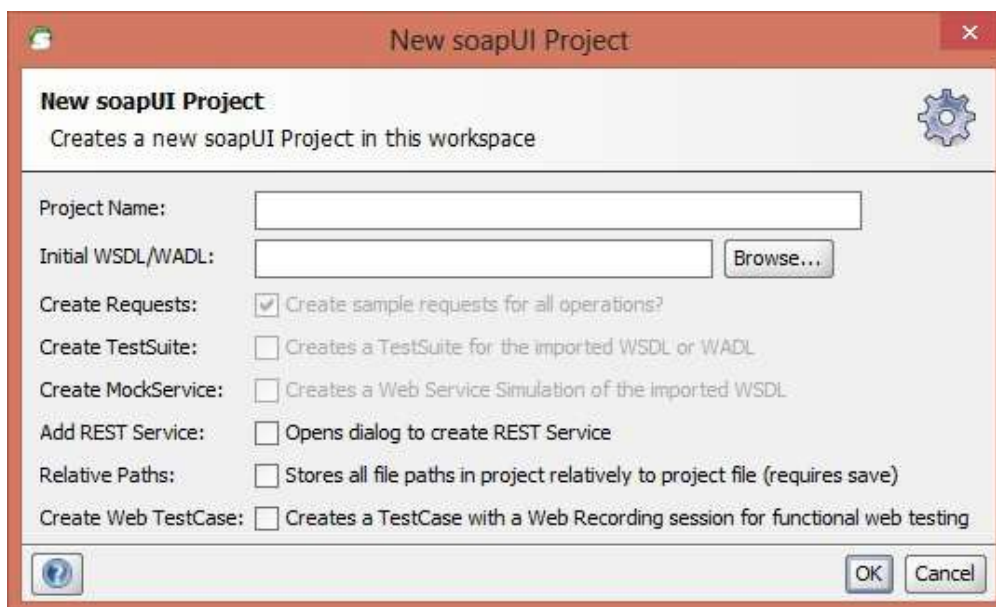 New soapUI Project
New soapUI Project
Creates a new soapUI Project in this workspace
Project Name:
Initial WSDL/WADL: Browse...
Create Requests: Create sample requests for all operations?
Create TestSuite: Creates a TestSuite for the imported WSDL or WADL
Create MockService: Creates a Web Service Simulation of the imported WSDL
Add REST Service: Opens dialog to create REST Service
Relative Paths: Stores all file paths in project relatively to project file (requires save)
Create Web TestCase: Creates a TestCase with a Web Recording session for functional web testing
OK Cancel